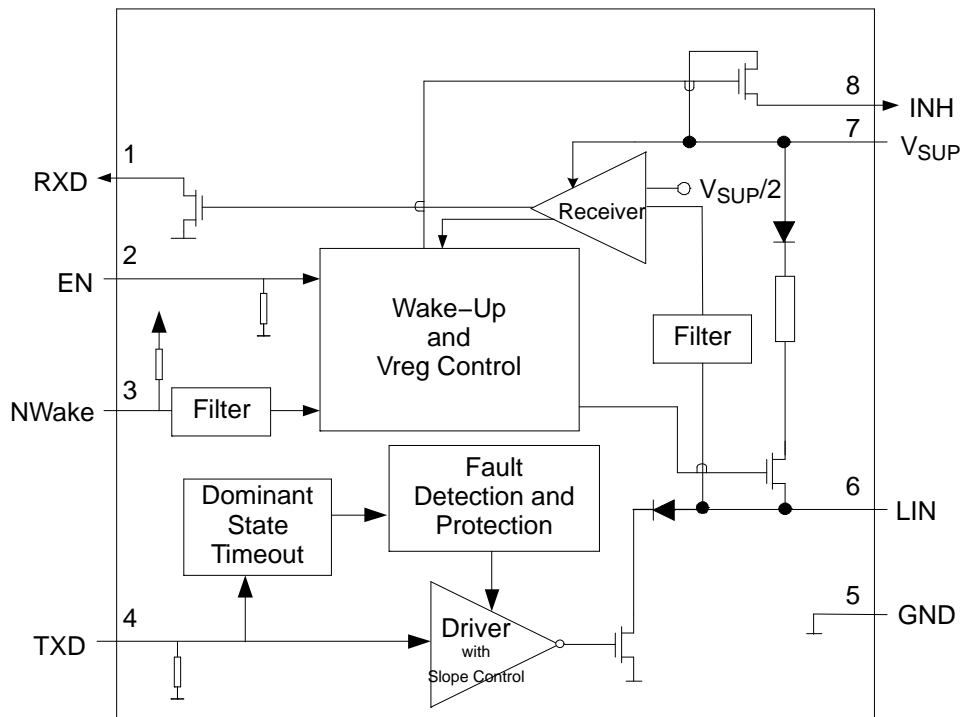 8
INH
7
V_SUP
1
RXD
V_SUP/2
Receiver
2
EN
Wake−Up
and
Vreg Control
Filter
3
NWake
Filter
Fault
Detection and
Protection
Dominant
State
Timeout
6
LIN
5
GND
4
TXD
Driver
with
Slope Control